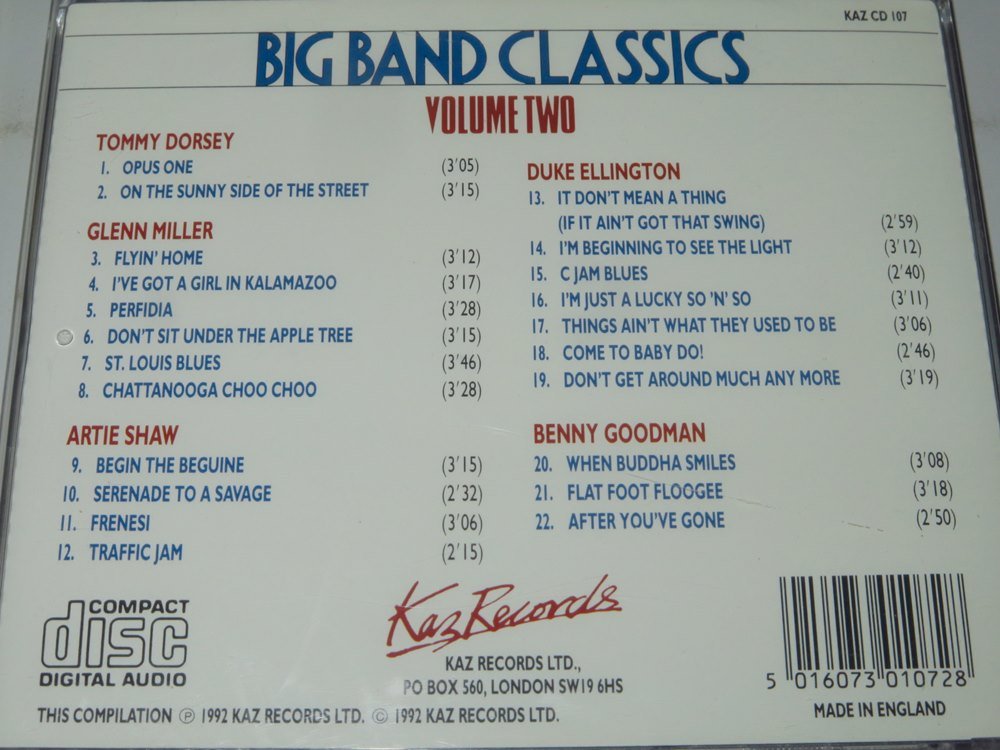 KAZ CD 107
BIG BAND CLASSICS
VOLUME TWO
TOMMY DORSEY
1. OPUS ONE (3'05)
2. ON THE SUNNY SIDE OF THE STREET (3'15)
GLENN MILLER
3. FLYIN' HOME (3'12)
4. I'VE GOT A GIRL IN KALAMAZOO (3'17)
5. PERFIDIA (3'28)
6. DON'T SIT UNDER THE APPLE TREE (3'15)
7. ST. LOUIS BLUES (3'46)
8. CHATTANOOGA CHOO CHOO (3'28)
ARTIE SHAW
9. BEGIN THE BEGUINE (3'15)
10. SERENADE TO A SAVAGE (2'32)
11. FRENESI (3'06)
12. TRAFFIC JAM (2'15)
DUKE ELLINGTON
13. IT DON'T MEAN A THING
(IF IT AIN'T GOT THAT SWING) (2'59)
14. I'M BEGINNING TO SEE THE LIGHT (3'12)
15. C JAM BLUES (2'40)
16. I'M JUST A LUCKY SO 'N' SO (3'11)
17. THINGS AIN'T WHAT THEY USED TO BE (3'06)
18. COME TO BABY DO! (2'46)
19. DON'T GET AROUND MUCH ANY MORE (3'19)
BENNY GOODMAN
20. WHEN BUDDHA SMILES (3'08)
21. FLAT FOOT FLOOGEE (3'18)
22. AFTER YOU'VE GONE (2'50)
COMPACT
disc
DIGITAL AUDIO
Kaz Records
KAZ RECORDS LTD.,
PO BOX 560, LONDON SW19 6HS
5 016073 010728
THIS COMPILATION ℗ 1992 KAZ RECORDS LTD. © 1992 KAZ RECORDS LTD.
MADE IN ENGLAND